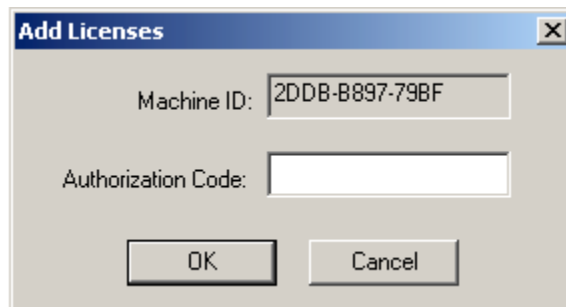 Add Licenses
Machine ID: 2DDB-B897-79BF
Authorization Code:
OK Cancel